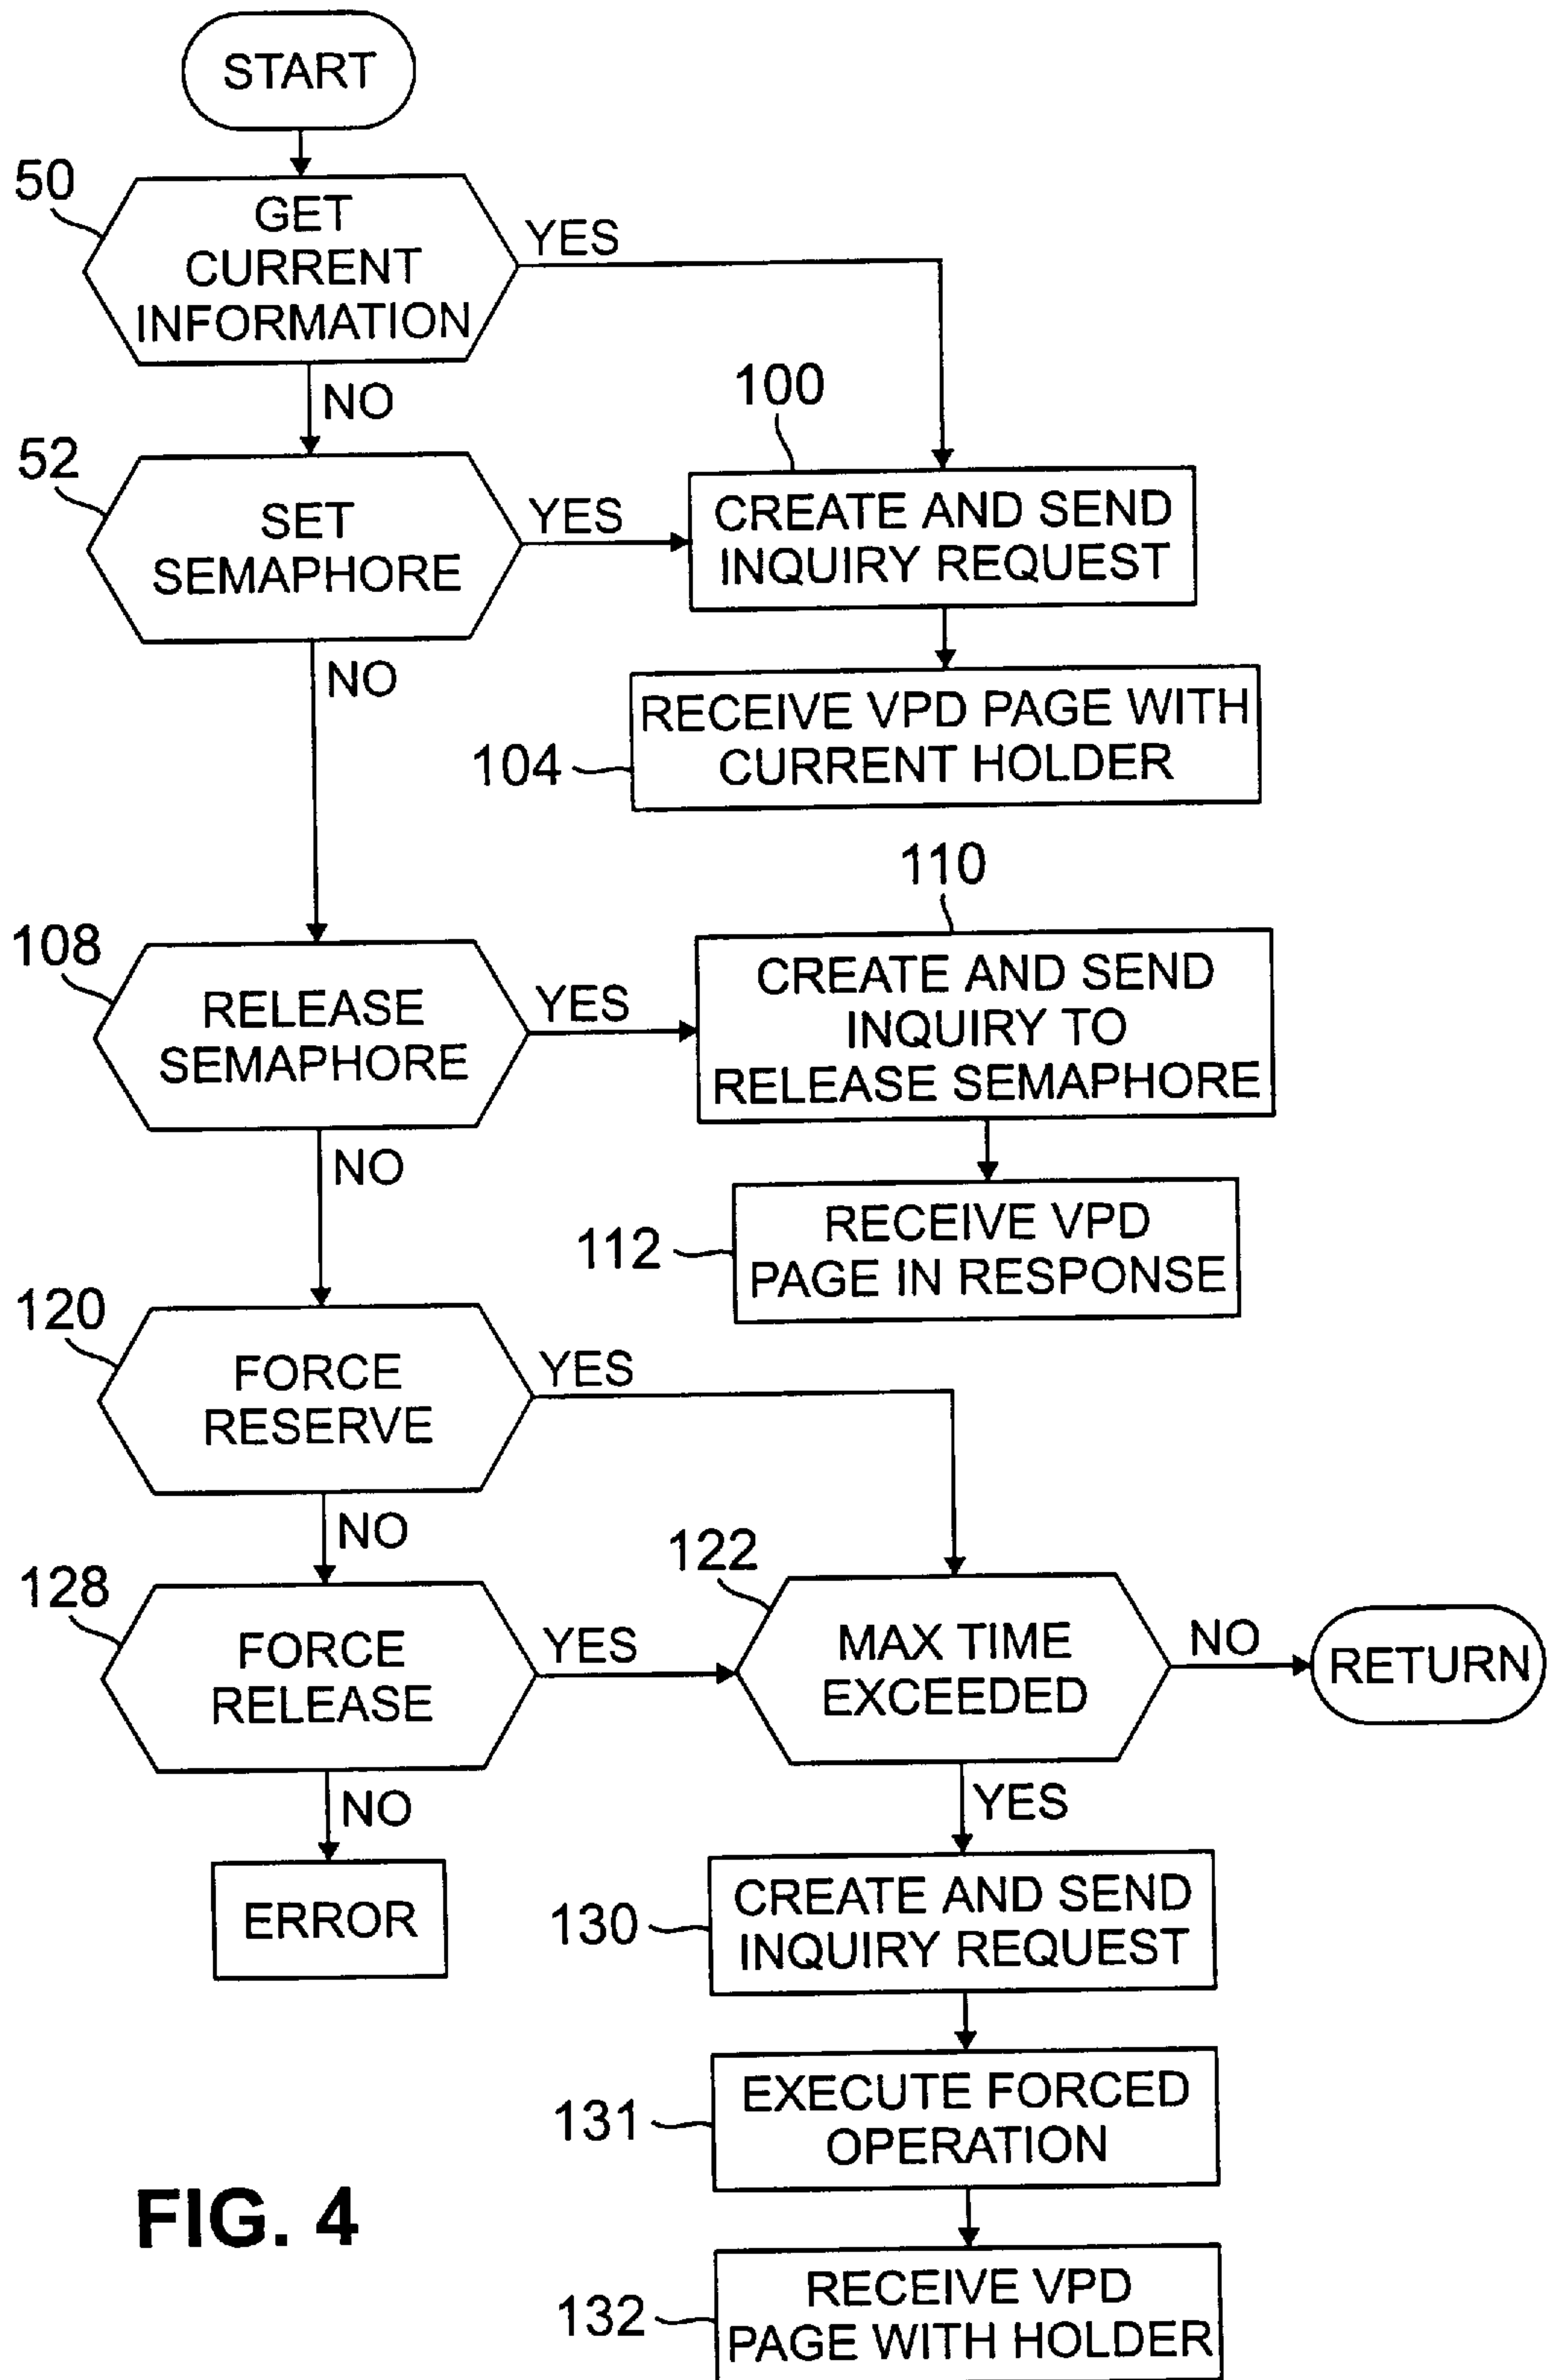 START
50
GET
CURRENT
INFORMATION
YES
NO
52
SET
SEMAPHORE
YES
NO
100
CREATE AND SEND
INQUIRY REQUEST
RECEIVE VPD PAGE WITH
CURRENT HOLDER
104
108
RELEASE
SEMAPHORE
YES
NO
110
CREATE AND SEND
INQUIRY TO
RELEASE SEMAPHORE
112
RECEIVE VPD
PAGE IN RESPONSE
120
FORCE
RESERVE
YES
NO
128
FORCE
RELEASE
YES
NO
122
MAX TIME
EXCEEDED
NO
RETURN
YES
ERROR
130
CREATE AND SEND
INQUIRY REQUEST
131
EXECUTE FORCED
OPERATION
132
RECEIVE VPD
PAGE WITH HOLDER
FIG. 4